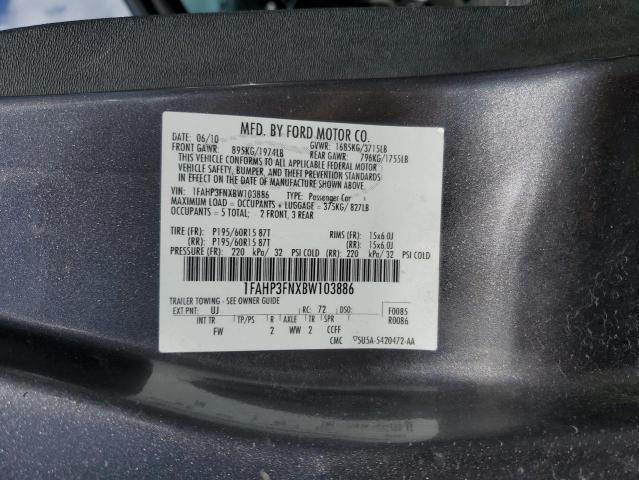 MFD. BY FORD MOTOR CO.
DATE: 06/10 GVWR: 1685KG/3715LB
FRONT GAWR: 895KG/1974LB REAR GAWR: 796KG/1755LB
THIS VEHICLE CONFORMS TO ALL APPLICABLE FEDERAL MOTOR
VEHICLE SAFETY, BUMPER, AND THEFT PREVENTION STANDARDS
IN EFFECT ON THE DATE OF MANUFACTURE SHOWN ABOVE.
VIN: 1FAHP3FNXBW103886 TYPE: Passenger Car
MAXIMUM LOAD = OCCUPANTS + LUGGAGE = 375KG/827LB
OCCUPANTS = 5 TOTAL; 2 FRONT, 3 REAR
TIRE (FR): P195/60R15 87T RIMS (FR): 15x6.0J
(RR): P195/60R15 87T (RR): 15x6.0J
PRESSURE (FR): 220 kPa/ 32 PSI COLD (RR): 220 kPa/ 32 PSI COLD
1FAHP3FNXBW103886
TRAILER TOWING - SEE OWNER GUIDE
EXT PNT: UJ RC: 72 DSO: F0085
INT TR TP/PS R AXLE TR SPR R0086
FW 2 WW 2 CCFF
CMC 5U5A-5420472-AA